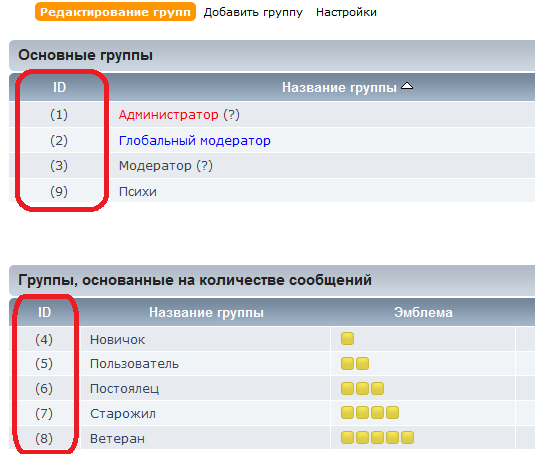 Редактирование групп Добавить группу Настройки
Основные группы
ID Название группы
(1) Администратор (?)
(2) Глобальный модератор
(3) Модератор (?)
(9) Психи
Группы, основанные на количестве сообщений
ID Название группы Эмблема
(4) Новичок
(5) Пользователь
(6) Постоялец
(7) Старожил
(8) Ветеран